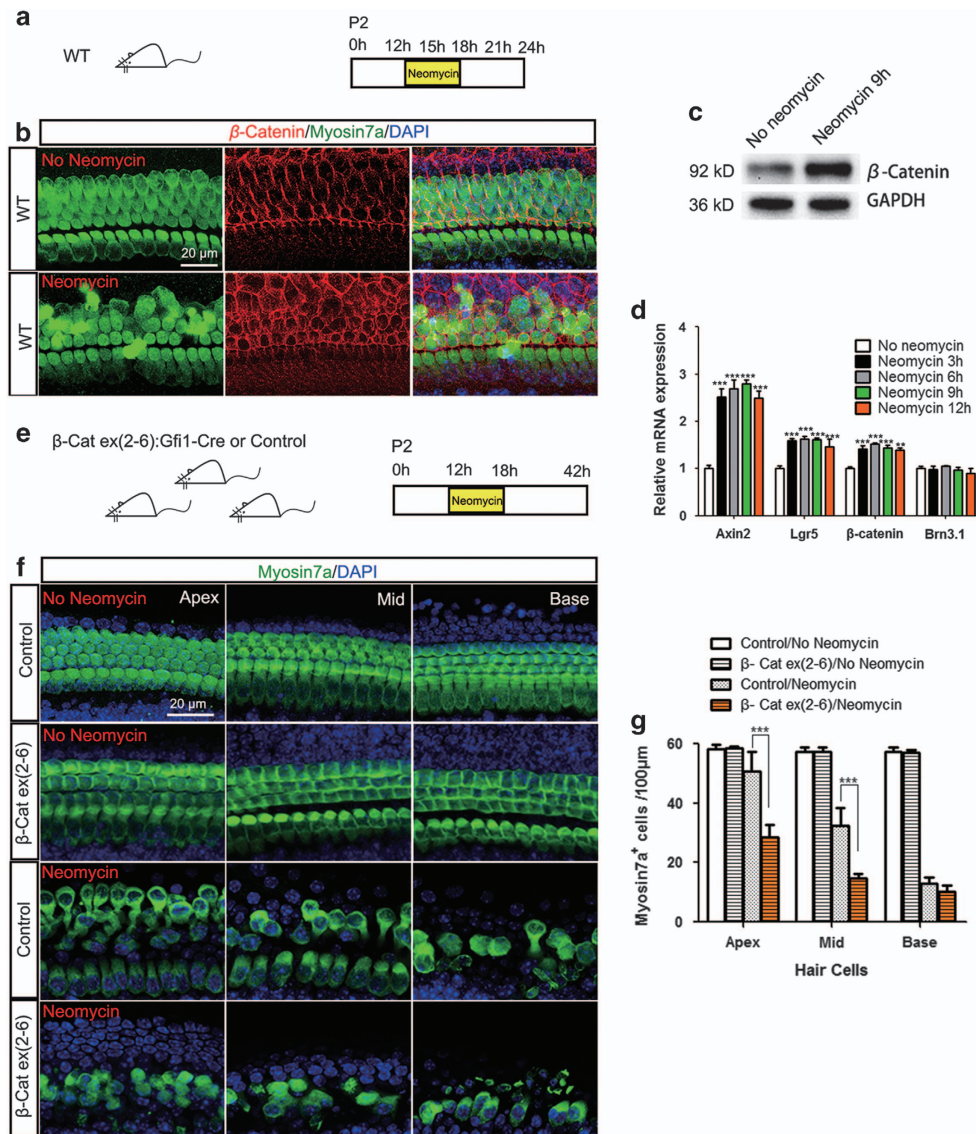 a
WT
P2
0h 12h 15h 18h 21h 24h
Neomycin
b
β-Catenin/Myosin7a/DAPI
WT
No Neomycin
20 µm
WT
Neomycin
c
No neomycin
Neomycin 9h
92 kD
β-Catenin
36 kD
GAPDH
d
Relative mRNA expression
4
3
2
1
0
No neomycin
Neomycin 3h
Neomycin 6h
Neomycin 9h
Neomycin 12h
*** *** *** ***
*** *** *** ***
*** *** *** **
Axin2 Lgr5 β-catenin Brn3.1
e
β-Cat ex(2-6):Gfi1-Cre or Control
P2
0h 12h 18h 42h
Neomycin
f
Myosin7a/DAPI
Control
No Neomycin Apex Mid Base
20 µm
β-Cat ex(2-6)
No Neomycin
Control
Neomycin
β-Cat ex(2-6)
Neomycin
Control/No Neomycin
β- Cat ex(2-6)/No Neomycin
Control/Neomycin
β- Cat ex(2-6)/Neomycin
g
Myosin7a+ cells /100µm
60
40
20
0
***
***
Apex Mid Base
Hair Cells